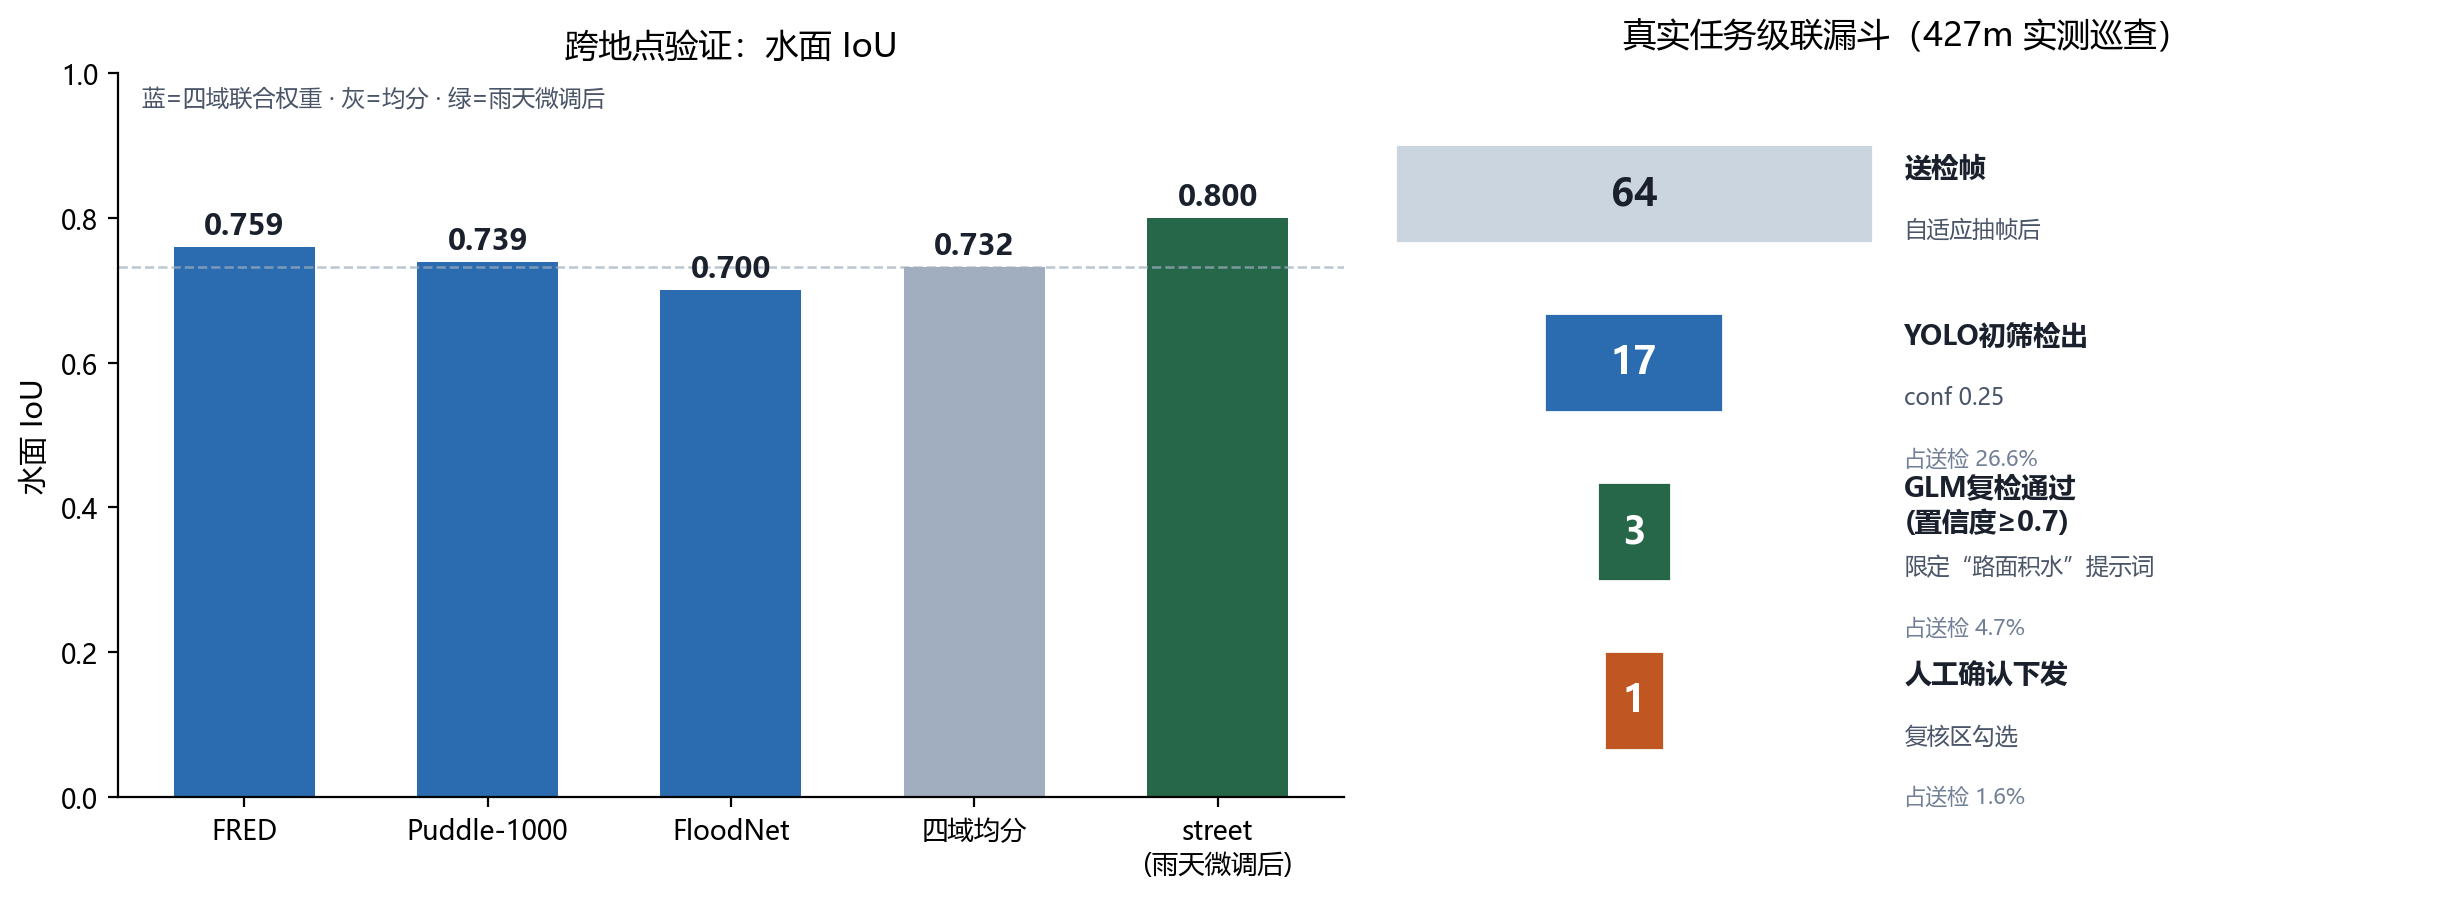 跨地点验证：水面 IoU
蓝=四域联合权重 · 灰=均分 · 绿=雨天微调后
水面 IoU
1.0
0.8
0.6
0.4
0.2
0.0
0.759
0.739
0.700
0.732
0.800
FRED
Puddle-1000
FloodNet
四域均分
street
(雨天微调后)
真实任务级联漏斗（427m 实测巡查）
64
送检帧
自适应抽帧后
17
YOLO初筛检出
conf 0.25
占送检 26.6%
3
GLM复检通过
(置信度≥0.7)
限定“路面积水”提示词
占送检 4.7%
1
人工确认下发
复核区勾选
占送检 1.6%